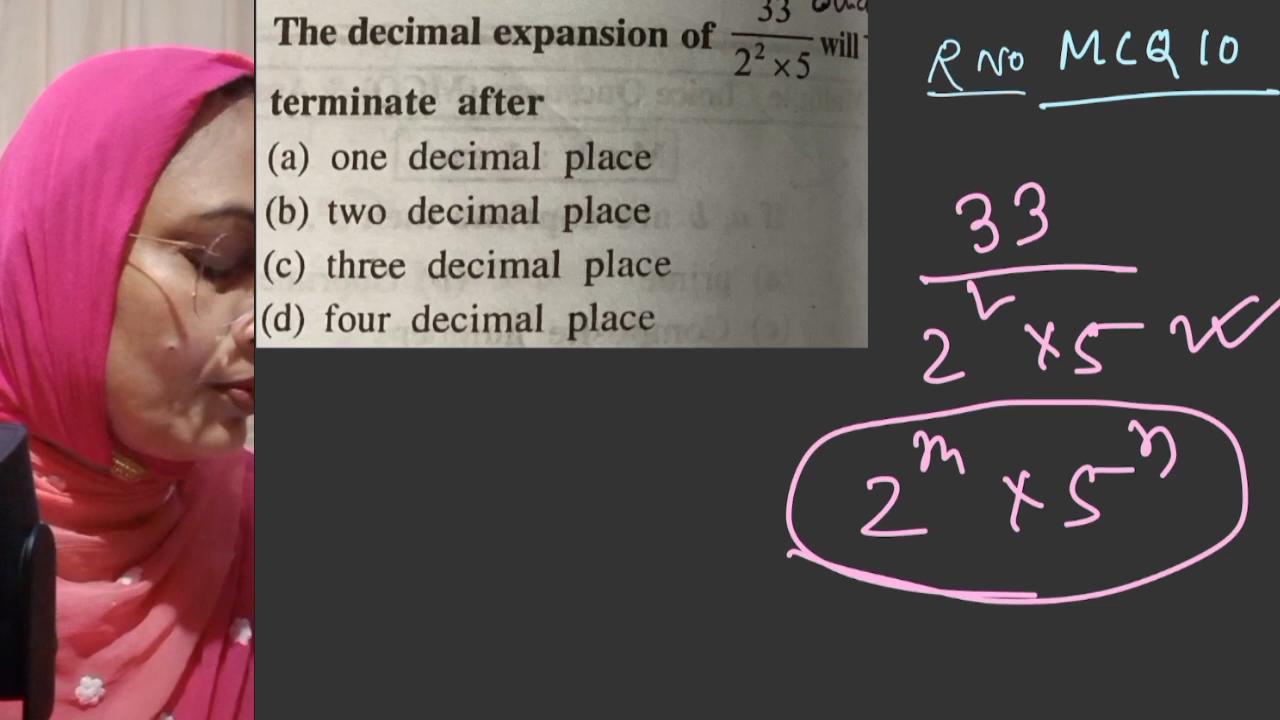 The decimal expansion of 33/2² × 5 will
terminate after
(a) one decimal place
(b) two decimal place
(c) three decimal place
(d) four decimal place
R No MCQ 10
33
2² × 5
2^m × 5^n